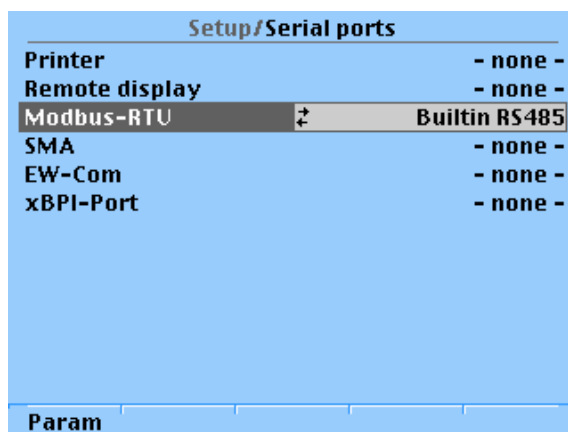 Setup/Serial ports
Printer - none -
Remote display - none -
Modbus-RTU Builtin RS485
SMA - none -
EW-Com - none -
xBPI-Port - none -
Param